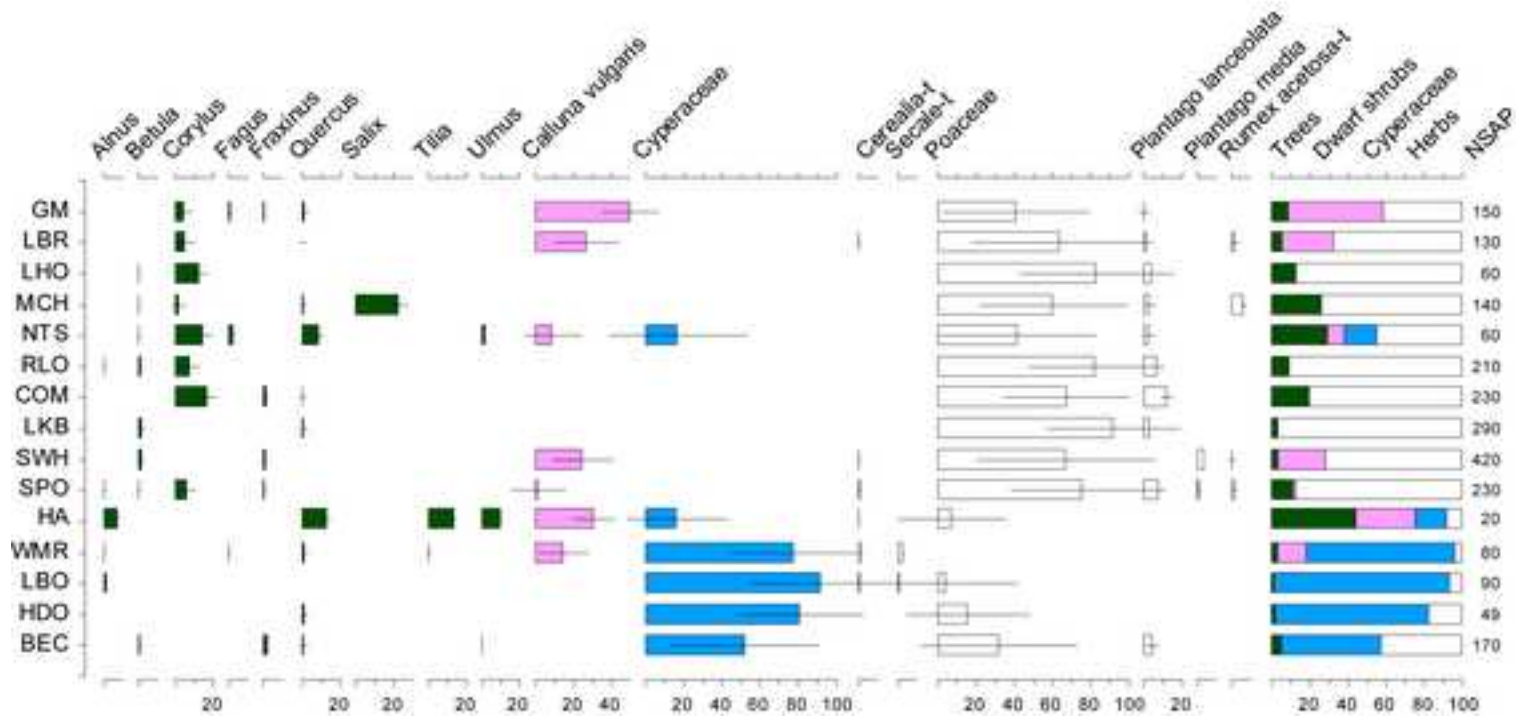 Alnus Betula Corylus Fagus Fraxinus Quercus Salix Tilia Ulmus Calluna vulgaris Cyperaceae Cerealia-t Secale-t Poaceae Plantago lanceolata Plantago media Rumex acetosa-t Trees Dwarf shrubs Cyperaceae Herbs NSAP
GM 150
LBR 130
LHO 60
MCH 140
NTS 60
RLO 210
COM 230
LKB 290
SWH 420
SPO 230
HA 20
WMR 80
LBO 90
HDO 49
BEC 170
20 20 20 20 20 20 40 20 40 60 80 100 20 40 60 80 100 20 20 40 60 80 100